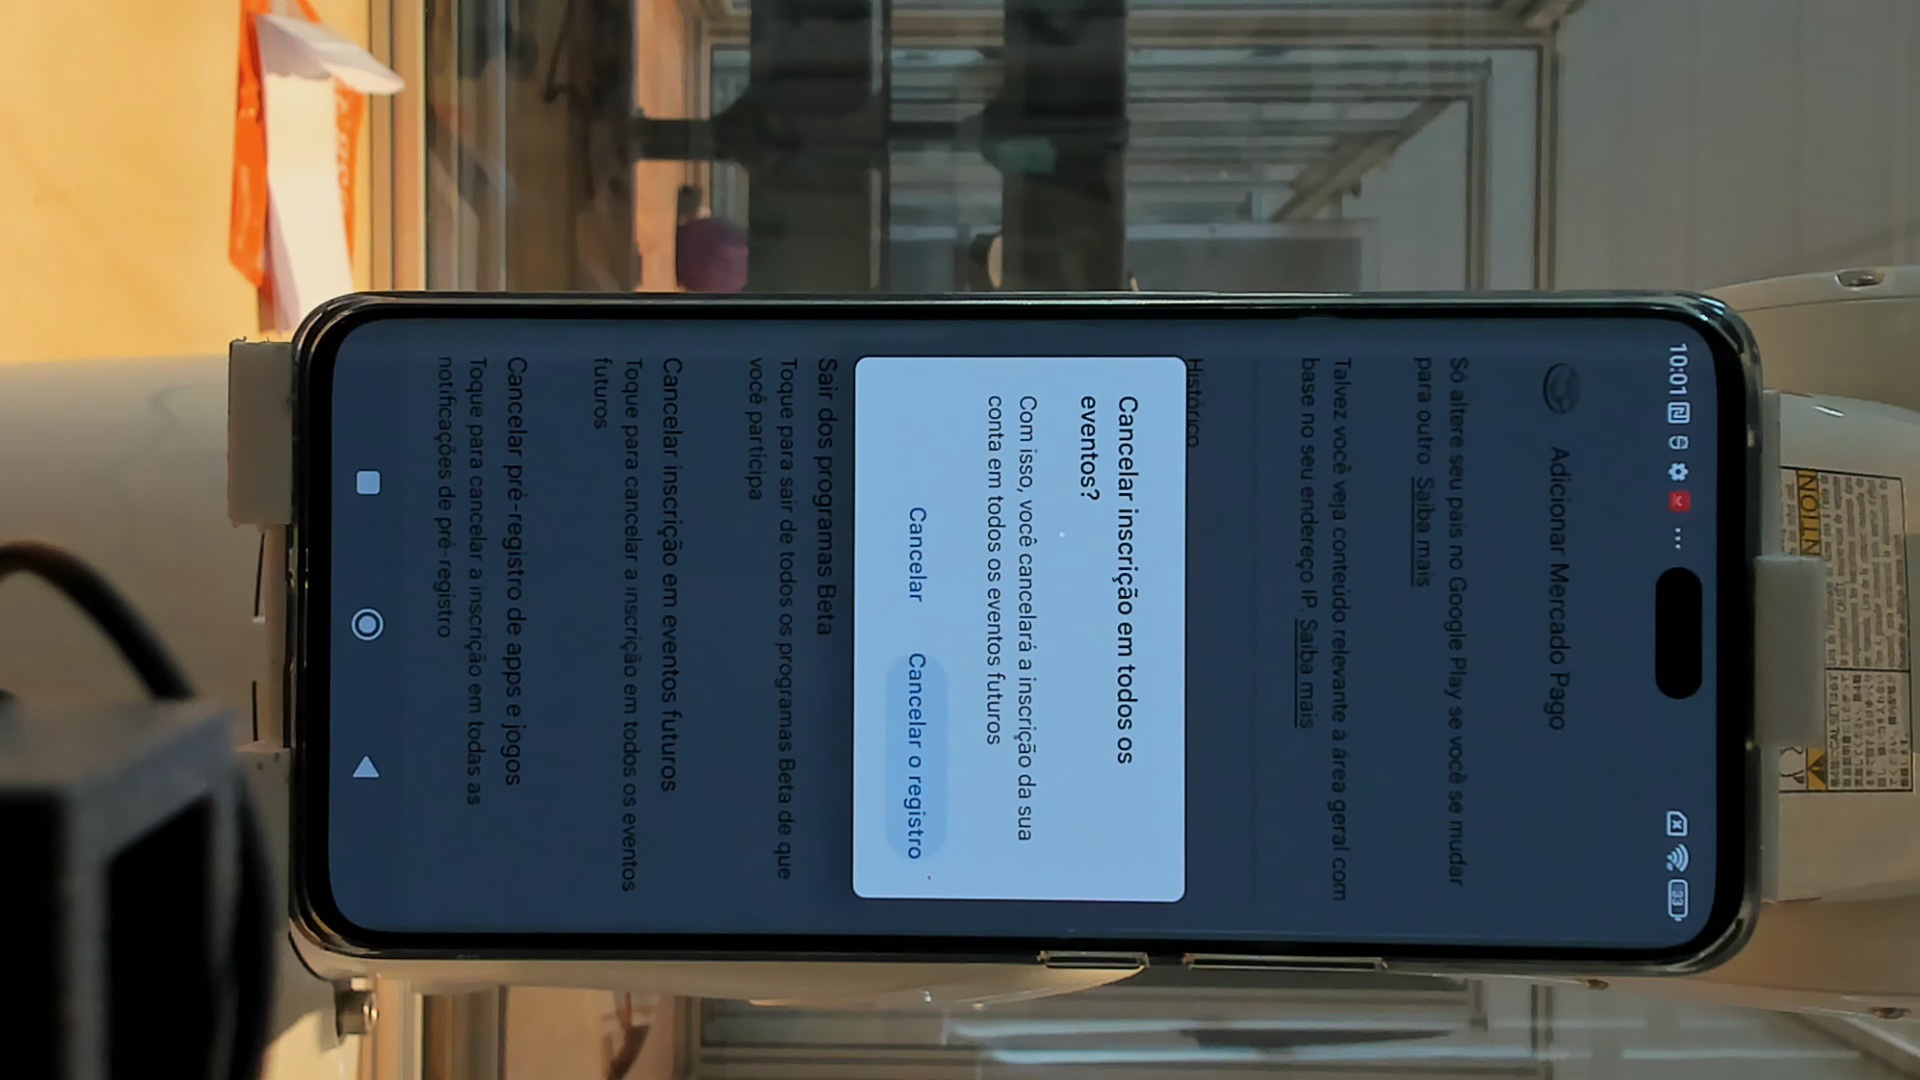 10:01
33
Adicionar Mercado Pago
Só altere seu país no Google Play se você se mudar
para outro. Saiba mais
Talvez você veja conteúdo relevante à área geral com
base no seu endereço IP. Saiba mais
Histórico
Cancelar inscrição em todos os
eventos?
Com isso, você cancelará a inscrição da sua
conta em todos os eventos futuros
Cancelar
Cancelar o registro
Sair dos programas Beta
Toque para sair de todos os programas Beta de que
você participa
Cancelar inscrição em eventos futuros
Toque para cancelar a inscrição em todos os eventos
futuros
Cancelar pré-registro de apps e jogos
Toque para cancelar a inscrição em todas as
notificações de pré-registro